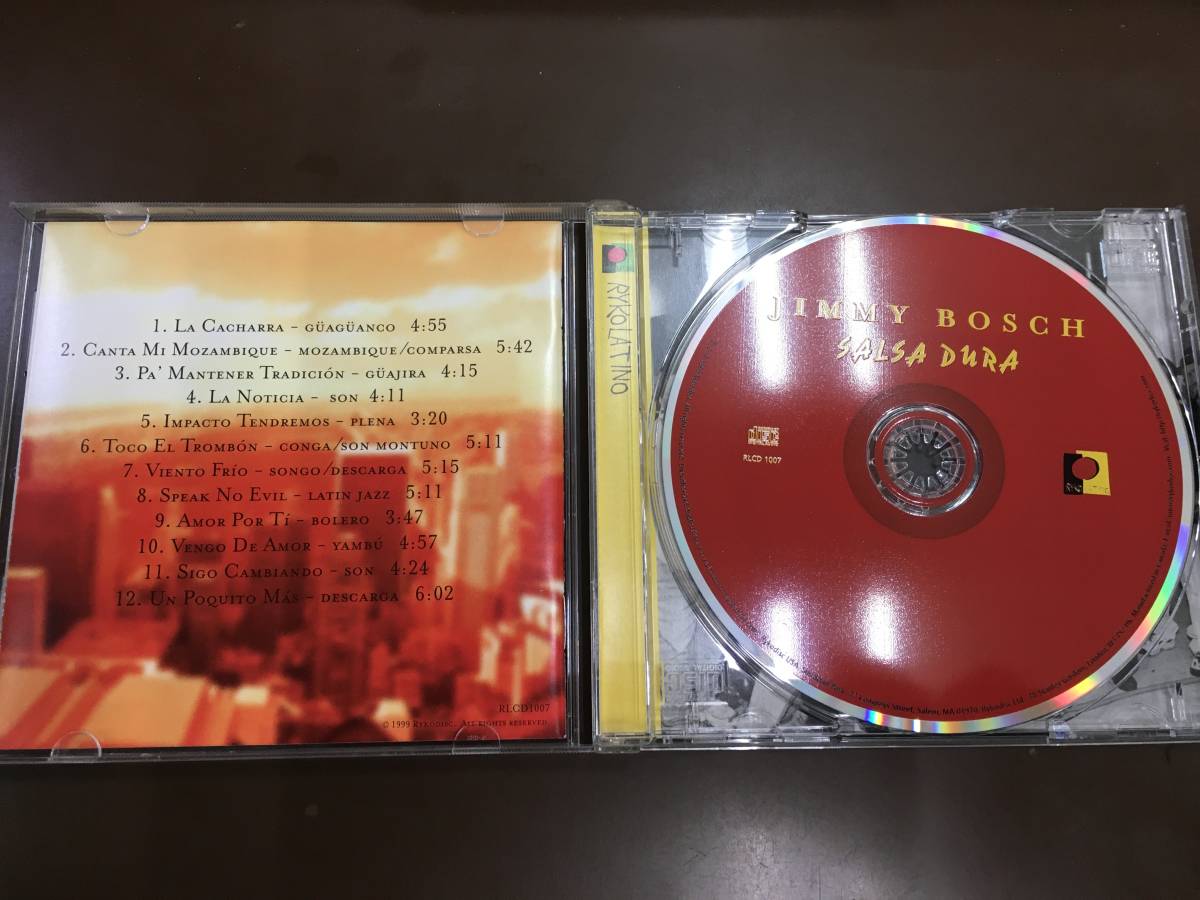 1. La Cacharra – güagüanco 4:55
2. Canta Mi Mozambique – mozambique/comparsa 5:42
3. Pa' Mantener Tradición – güajira 4:15
4. La Noticia – son 4:11
5. Impacto Tendremos – plena 3:20
6. Toco El Trombón – conga/son montuno 5:11
7. Viento Frío – songo/descarga 5:15
8. Speak No Evil – latin jazz 5:11
9. Amor Por Tí – bolero 3:47
10. Vengo De Amor – yambú 4:57
11. Sigo Cambiando – son 4:24
12. Un Poquito Más – descarga 6:02
RLCD1007
© 1999 Rykodisc. All rights reserved.
RYKOLATINO
JIMMY BOSCH
SALSA DURA
RLCD 1007